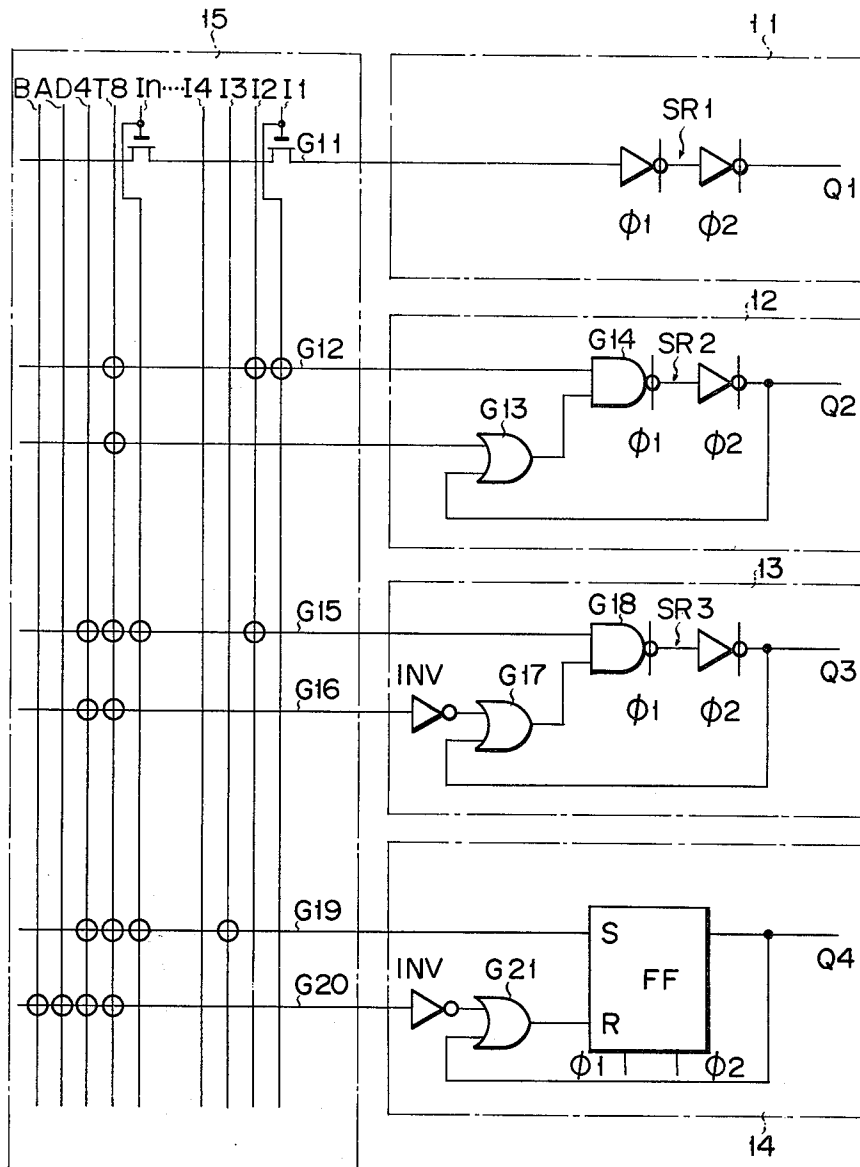 15
11
BAD4T8 In····I4 I3 I2 I1
G11
SR1
Q1
ϕ1 ϕ2
12
G12
G14
SR2
Q2
G13
ϕ1 ϕ2
13
G15
G18
SR3
Q3
G16
INV
G17
ϕ1 ϕ2
G19
S
Q4
G20
INV
G21
FF
R
ϕ1 ϕ2
14